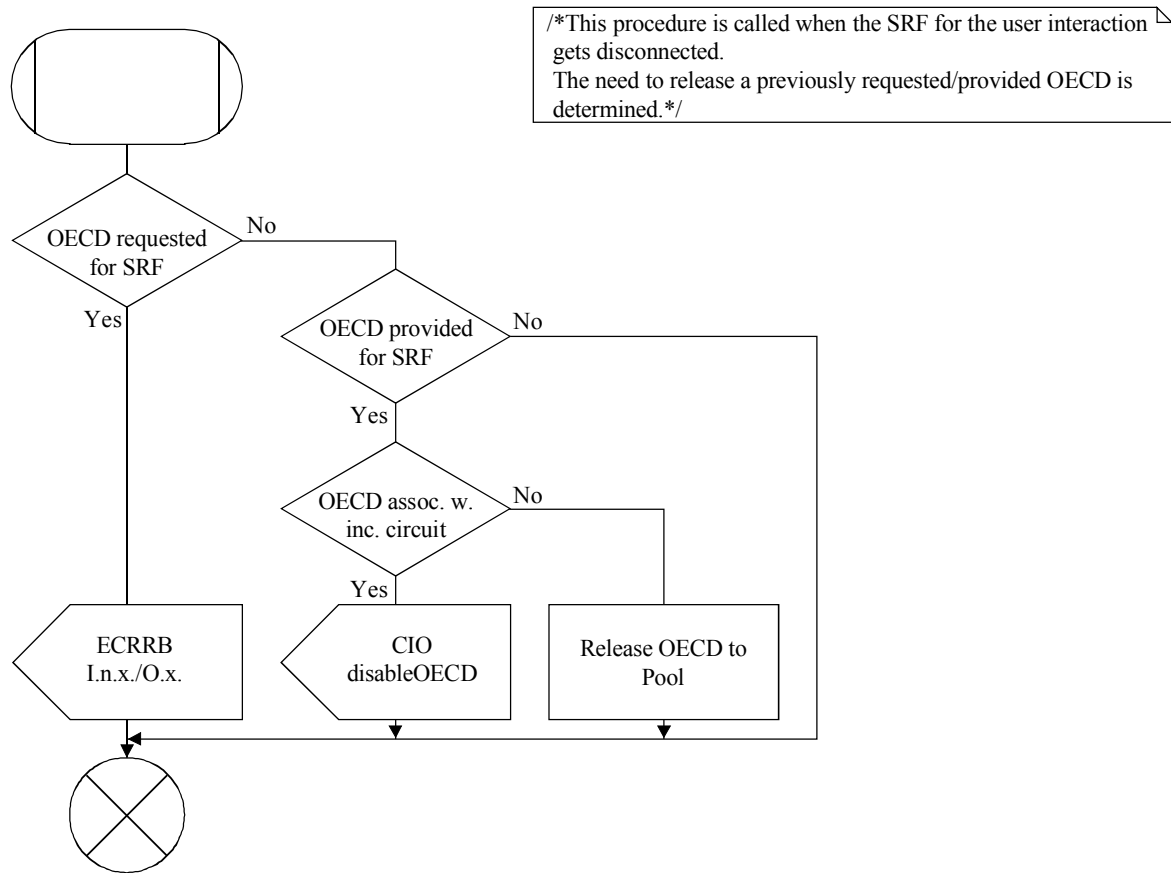 /*This procedure is called when the SRF for the user interaction
gets disconnected.
The need to release a previously requested/provided OECD is
determined.*/
No
OECD requested
for SRF
Yes
OECD provided
for SRF
No
Yes
OECD assoc. w.
inc. circuit
No
Yes
ECRRB
I.n.x./O.x.
CIO
disableOECD
Release OECD to
Pool